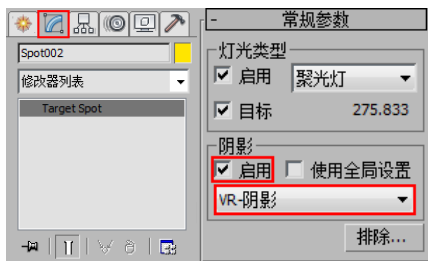 Spot002
修改器列表
Target Spot
- 常规参数
灯光类型
启用 聚光灯
目标 275.833
阴影
启用 使用全局设置
VR-阴影
排除...